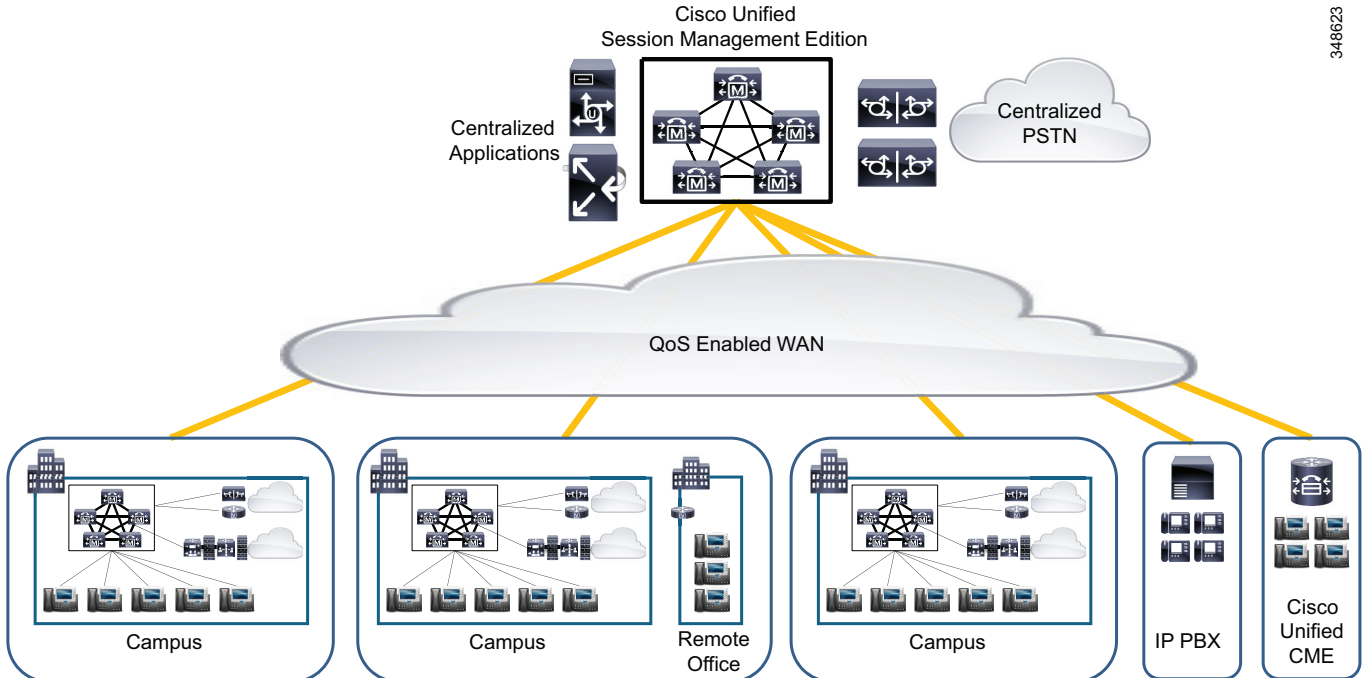 Cisco Unified
Session Management Edition
348623
Centralized
Applications
Centralized
PSTN
QoS Enabled WAN
Campus
Campus
Remote
Office
Campus
IP PBX
Cisco
Unified
CME